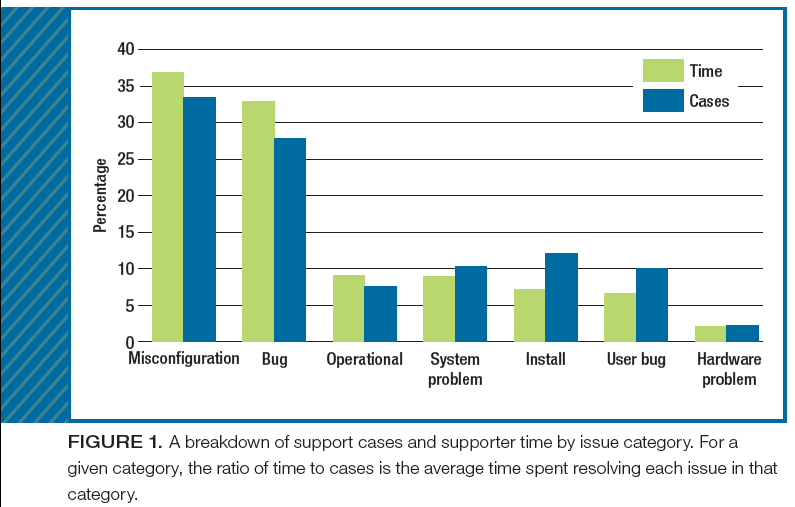 40
35
30
25
20
15
10
5
0
Percentage
Time
Cases
Misconfiguration Bug Operational System problem Install User bug Hardware problem
FIGURE 1. A breakdown of support cases and supporter time by issue category. For a
given category, the ratio of time to cases is the average time spent resolving each issue in that
category.